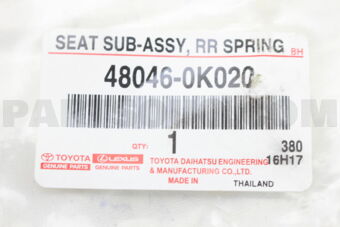 SEAT SUB-ASSY, RR SPRING BH
48046-0K020
QTY: 1 380
16H17
TOYOTA GENUINE PARTS
LEXUS GENUINE PARTS
TOYOTA DAIHATSU ENGINEERING
& MANUFACTURING CO.,LTD.
MADE IN THAILAND